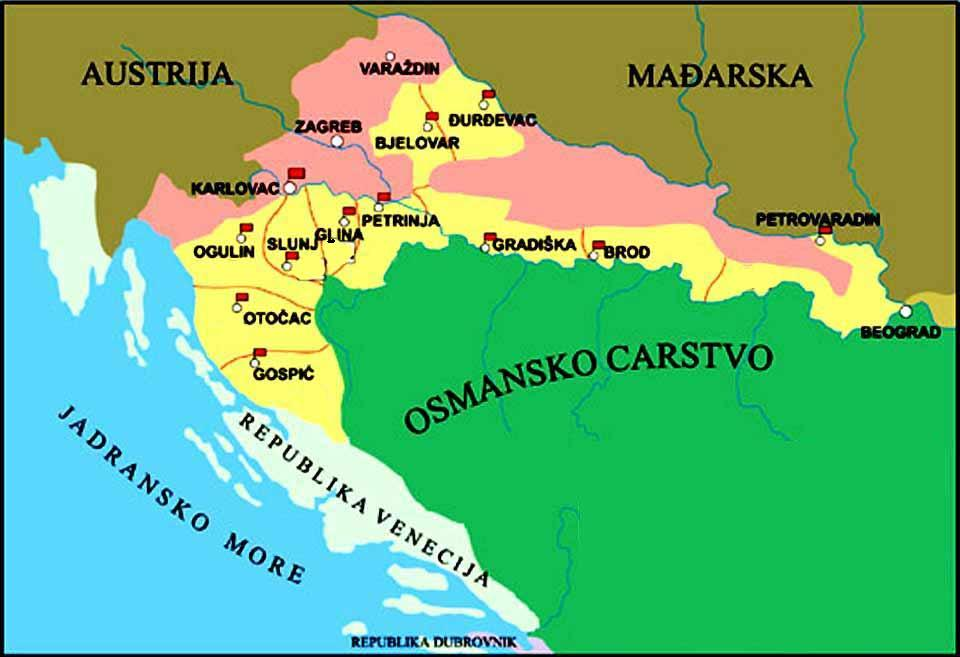 AUSTRIJA
MAĐARSKA
VARAŽDIN
ĐURĐEVAC
ZAGREB
BJELOVAR
KARLOVAC
PETRINJA
PETROVARADIN
GLINA
OGULIN
SLUNJ
GRADIŠKA
BROD
OTOČAC
BEOGRAD
GOSPIĆ
OSMANSKO CARSTVO
JADRANSKO MORE
REPUBLIKA VENECIJA
REPUBLIKA DUBROVNIK